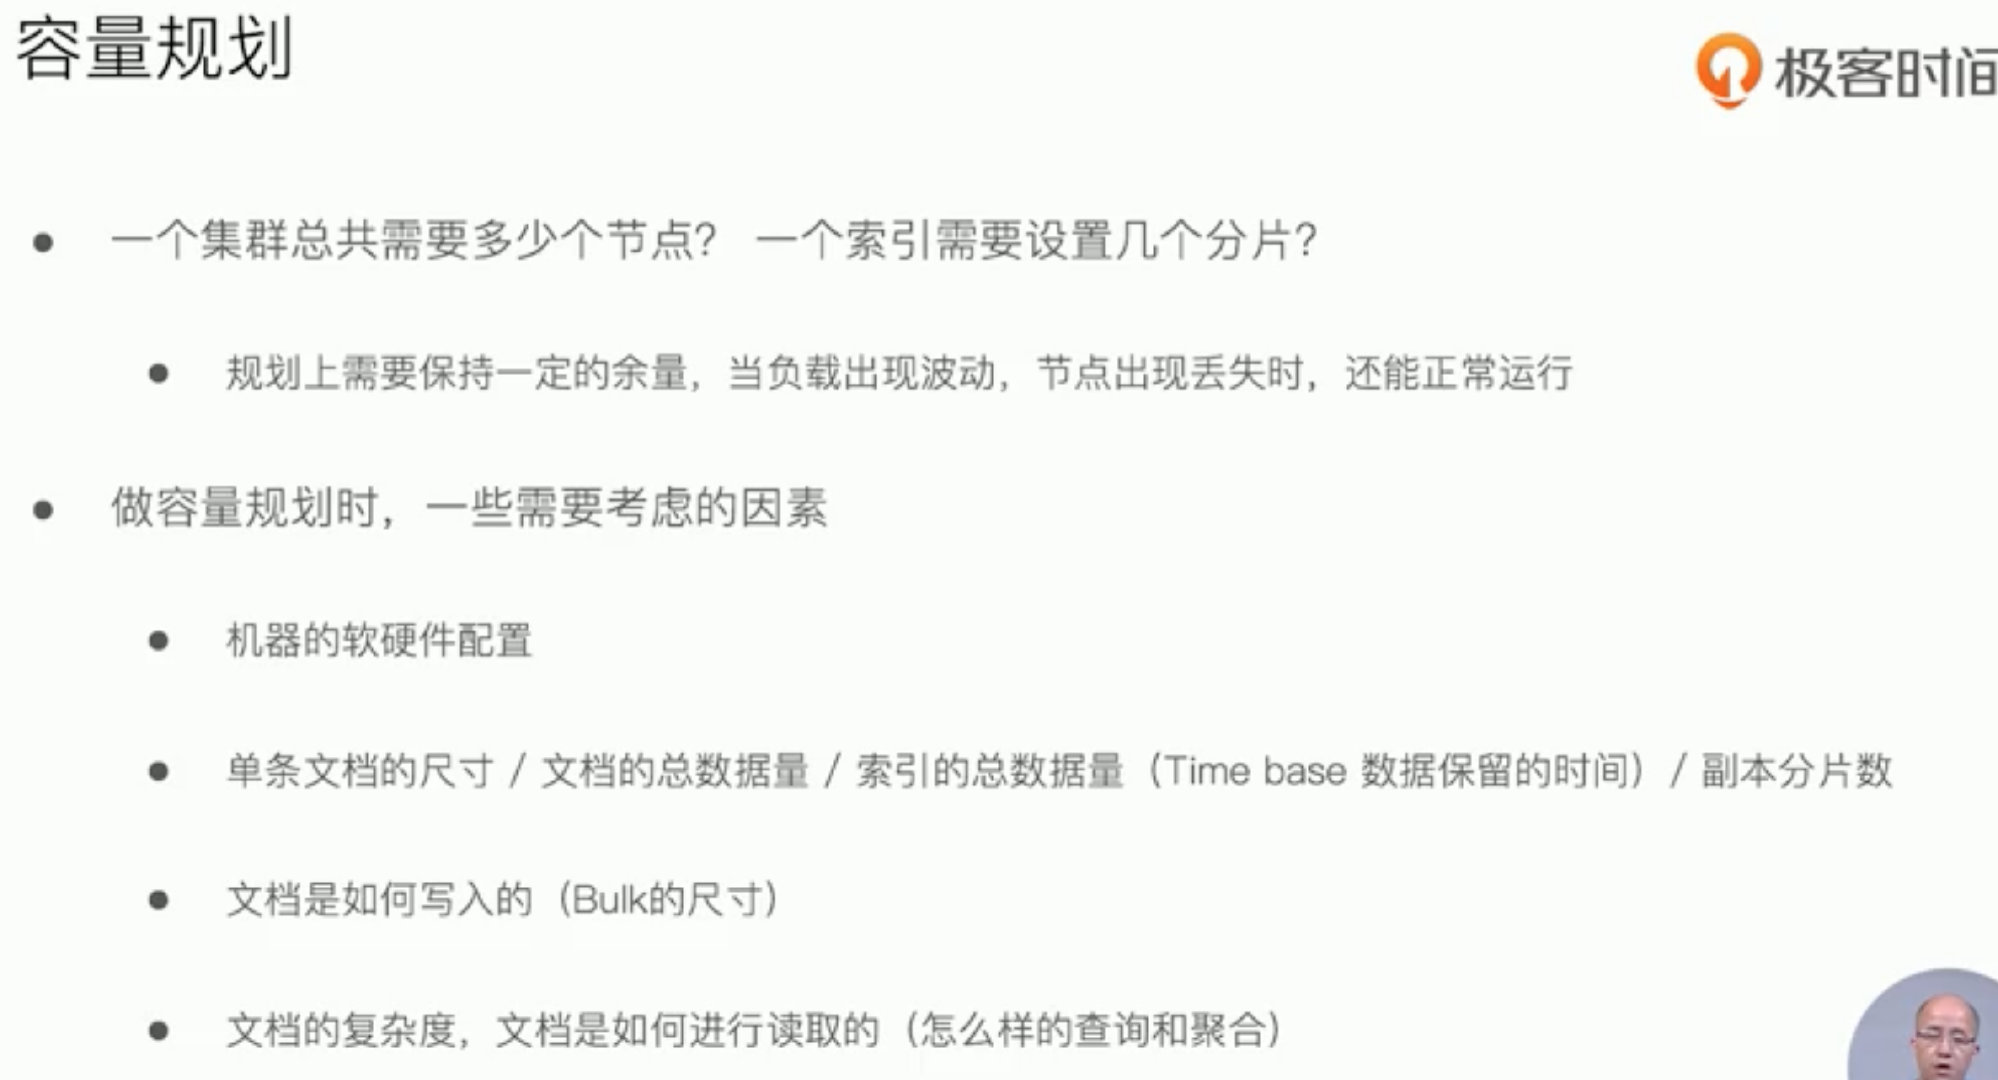 容量规划
极客时间
一个集群总共需要多少个节点？ 一个索引需要设置几个分片？
规划上需要保持一定的余量，当负载出现波动，节点出现丢失时，还能正常运行
做容量规划时，一些需要考虑的因素
机器的软硬件配置
单条文档的尺寸 / 文档的总数据量 / 索引的总数据量（Time base 数据保留的时间）/ 副本分片数
文档是如何写入的（Bulk的尺寸）
文档的复杂度，文档是如何进行读取的（怎么样的查询和聚合）